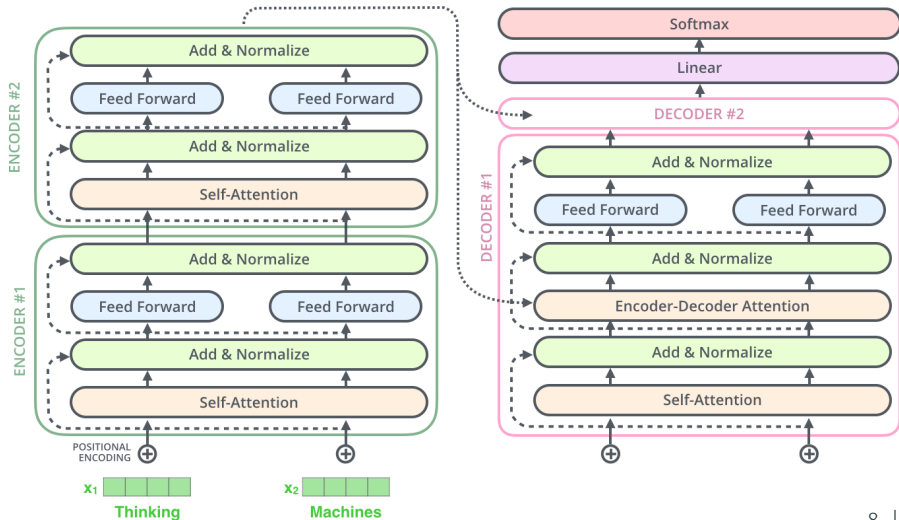 ENCODER #2
Add & Normalize
Feed Forward
Feed Forward
Add & Normalize
Self-Attention
ENCODER #1
Add & Normalize
Feed Forward
Feed Forward
Add & Normalize
Self-Attention
POSITIONAL
ENCODING
x1
x2
Thinking
Machines
Softmax
Linear
DECODER #2
DECODER #1
Add & Normalize
Feed Forward
Feed Forward
Add & Normalize
Encoder-Decoder Attention
Add & Normalize
Self-Attention